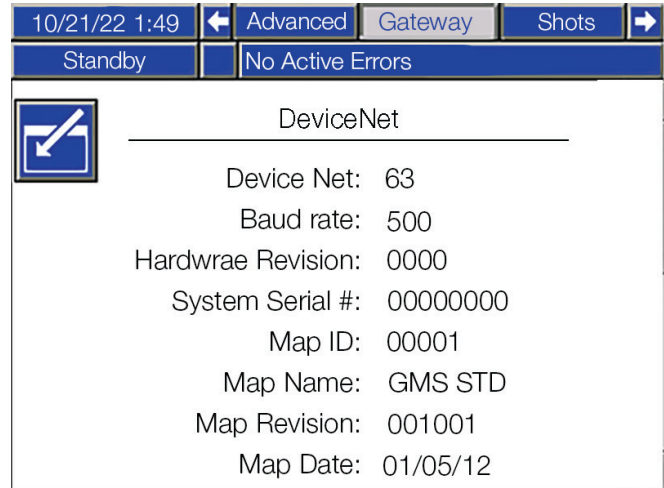 10/21/22 1:49 Advanced Gateway Shots
Standby No Active Errors
DeviceNet
Device Net: 63
Baud rate: 500
Hardwrae Revision: 0000
System Serial #: 00000000
Map ID: 00001
Map Name: GMS STD
Map Revision: 001001
Map Date: 01/05/12